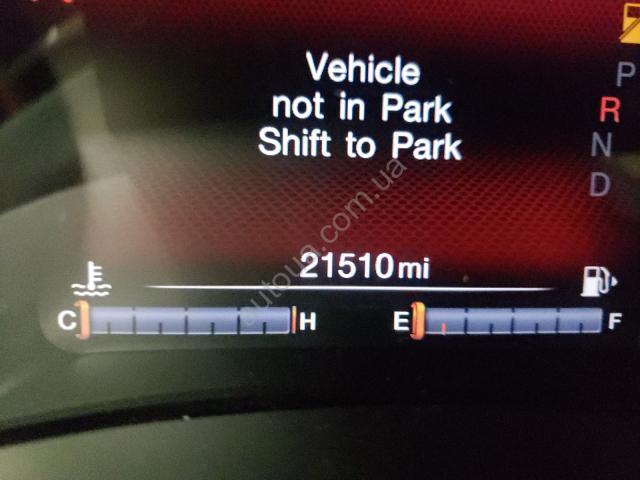 Vehicle
not in Park
Shift to Park
P
R
N
D
21510 mi
C H E F
autoua.com.ua